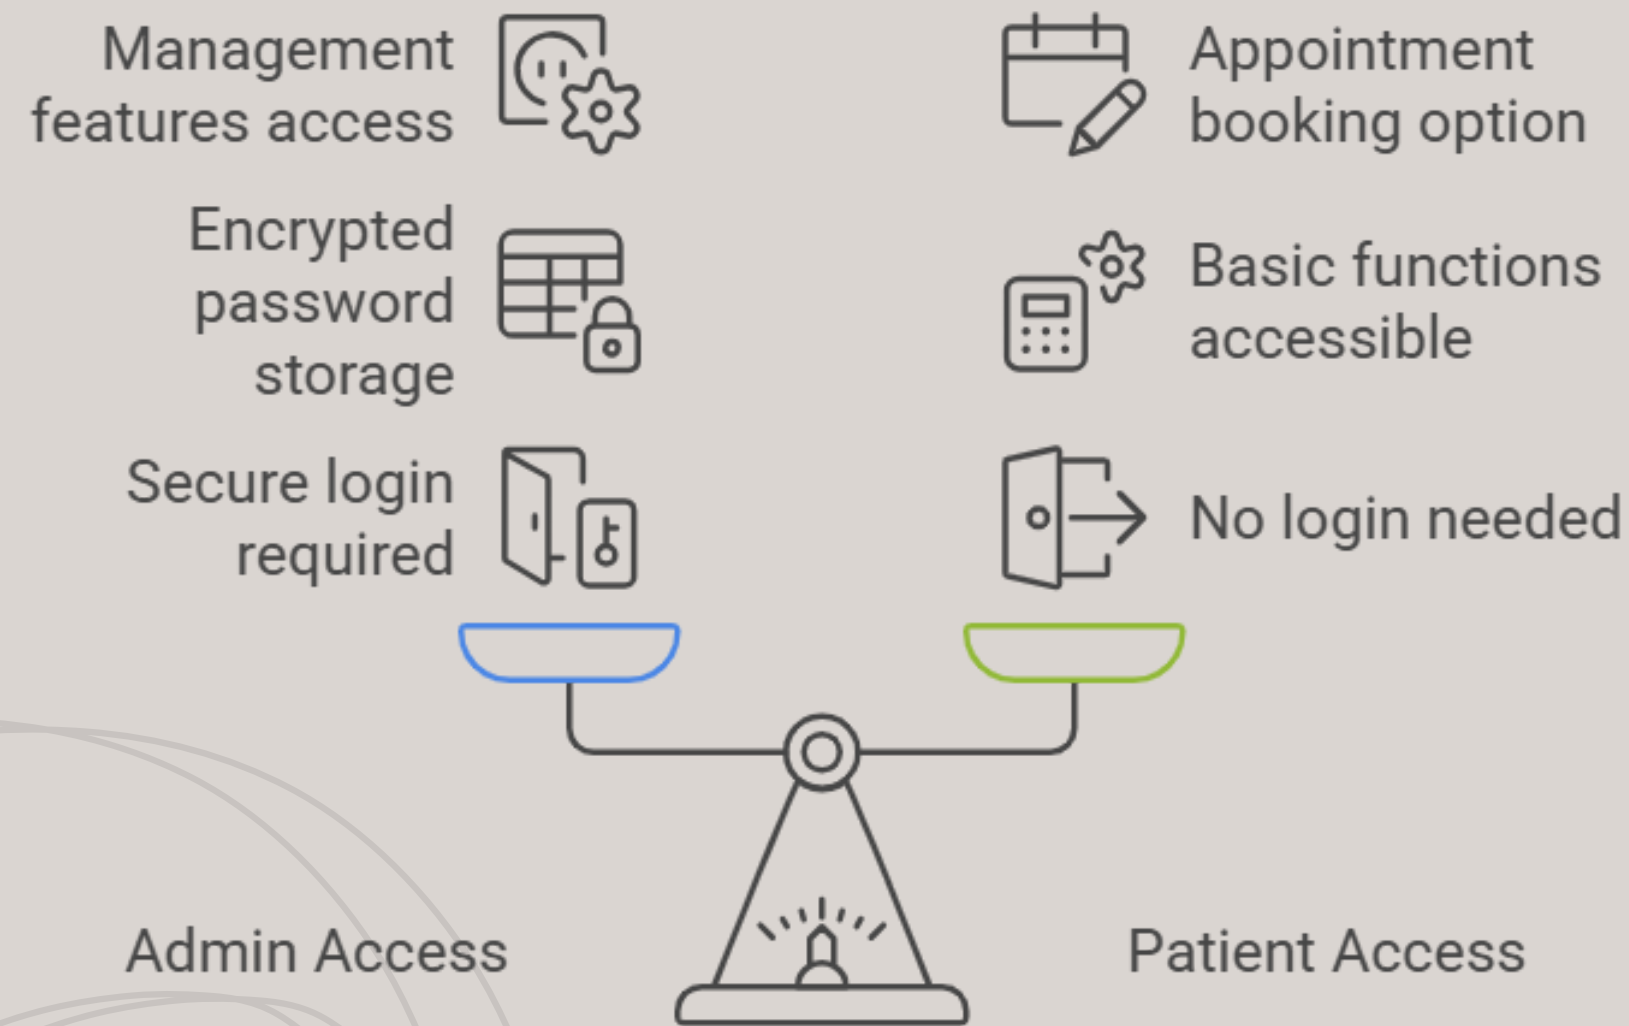 Management
features access
Encrypted
password
storage
Secure login
required
Appointment
booking option
Basic functions
accessible
No login needed
Admin Access
Patient Access